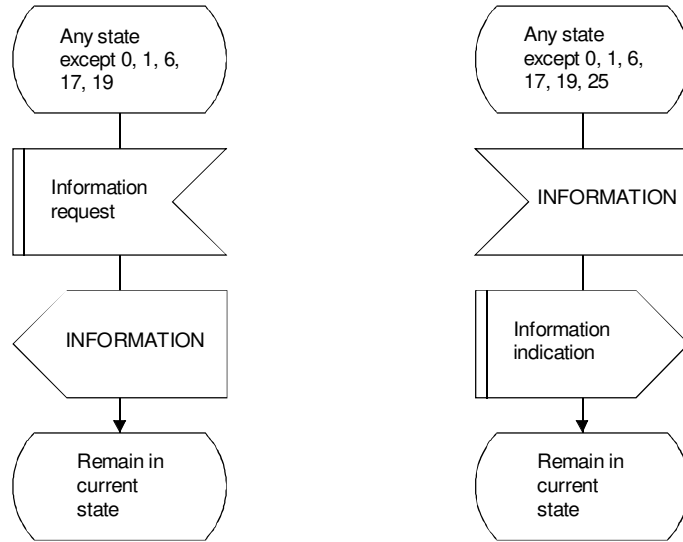 Any state
except 0, 1, 6,
17, 19
Information
request
INFORMATION
Remain in
current
state
Any state
except 0, 1, 6,
17, 19, 25
INFORMATION
Information
indication
Remain in
current
state